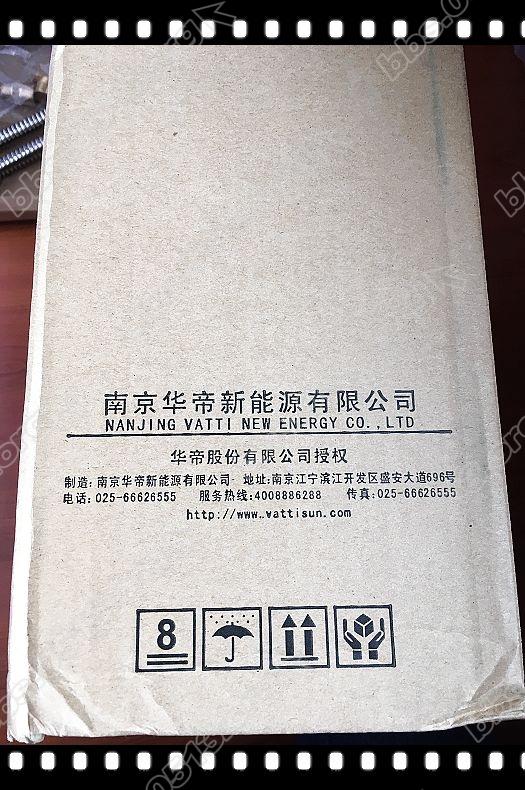 南京华帝新能源有限公司
NANJING VATTI NEW ENERGY CO.,LTD
华帝股份有限公司授权
制造:南京华帝新能源有限公司 地址:南京江宁滨江开发区盛安大道696号
电话:025-66626555 服务热线:4008886288 传真:025-66626555
http://www.vattisun.com
8